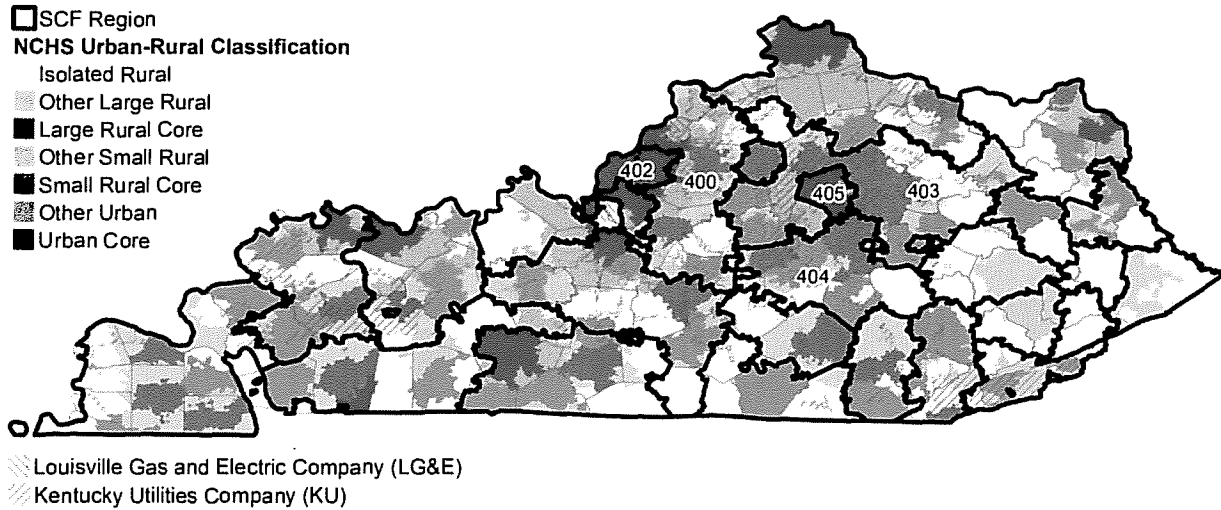 SCF Region
NCHS Urban-Rural Classification
Isolated Rural
Other Large Rural
Large Rural Core
Other Small Rural
Small Rural Core
Other Urban
Urban Core
402
400
405
403
404
Louisville Gas and Electric Company (LG&E)
Kentucky Utilities Company (KU)